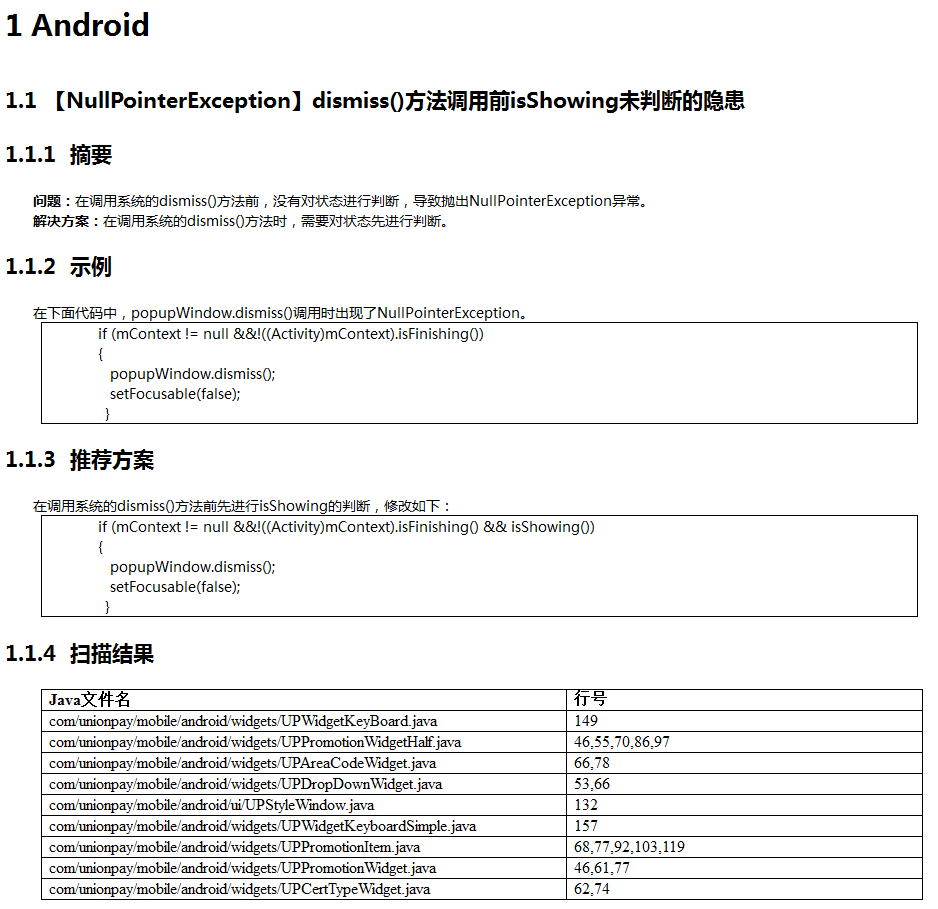 1 Android
1.1 【NullPointerException】dismiss()方法调用前isShowing未判断的隐患
1.1.1 摘要
问题：在调用系统的dismiss()方法前，没有对状态进行判断，导致抛出NullPointerException异常。
解决方案：在调用系统的dismiss()方法时，需要对状态先进行判断。
1.1.2 示例
在下面代码中，popupWindow.dismiss()调用时出现了NullPointerException。
if (mContext != null &&!((Activity)mContext).isFinishing())
{
popupWindow.dismiss();
setFocusable(false);
}
1.1.3 推荐方案
在调用系统的dismiss()方法前先进行isShowing的判断，修改如下：
if (mContext != null &&!((Activity)mContext).isFinishing() && isShowing())
{
popupWindow.dismiss();
setFocusable(false);
}
1.1.4 扫描结果
Java文件名 行号
com/unionpay/mobile/android/widgets/UPWidgetKeyBoard.java 149
com/unionpay/mobile/android/widgets/UPPromotionWidgetHalf.java 46,55,70,86,97
com/unionpay/mobile/android/widgets/UPAreaCodeWidget.java 66,78
com/unionpay/mobile/android/widgets/UPDropDownWidget.java 53,66
com/unionpay/mobile/android/ui/UPStyleWindow.java 132
com/unionpay/mobile/android/widgets/UPWidgetKeyboardSimple.java 157
com/unionpay/mobile/android/widgets/UPPromotionItem.java 68,77,92,103,119
com/unionpay/mobile/android/widgets/UPPromotionWidget.java 46,61,77
com/unionpay/mobile/android/widgets/UPCertTypeWidget.java 62,74